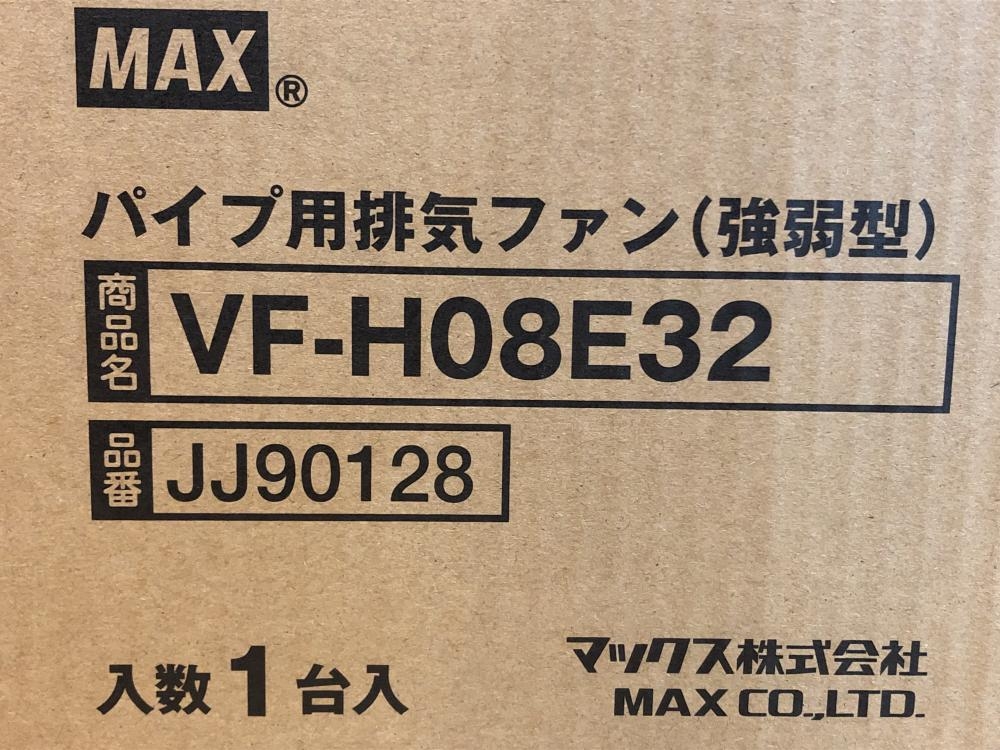 MAX®
パイプ用排気ファン(強弱型)
商品名 VF-H08E32
品番 JJ90128
入数1台入
マックス株式会社
MAX CO.,LTD.